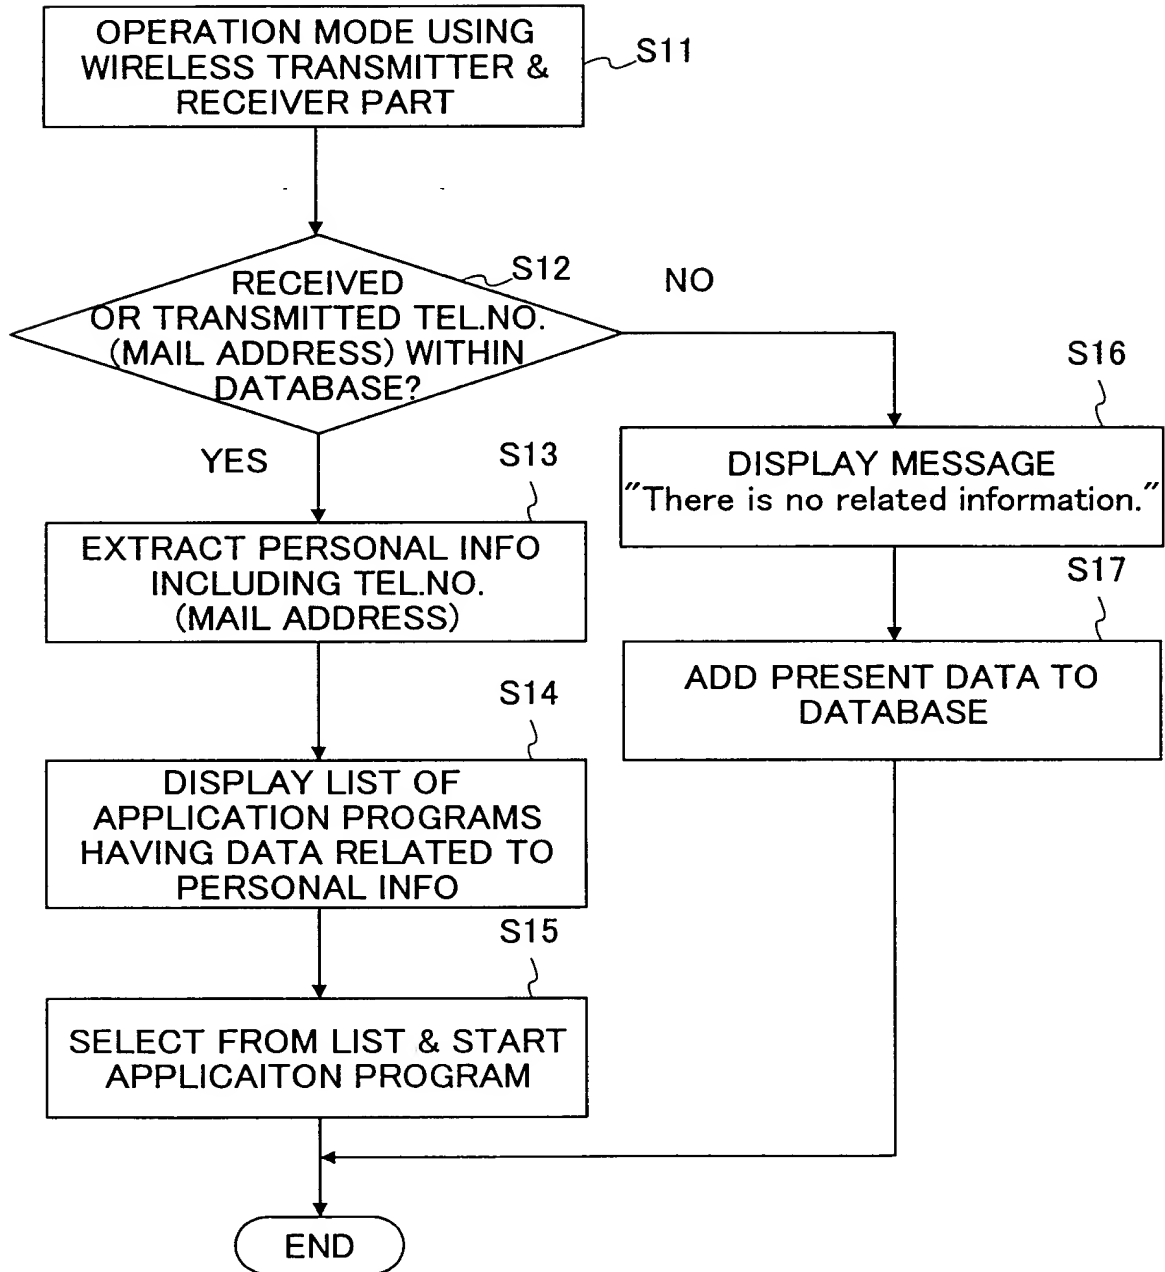 OPERATION MODE USING
WIRELESS TRANSMITTER &
RECEIVER PART
S11
RECEIVED
OR TRANSMITTED TEL.NO.
(MAIL ADDRESS) WITHIN
DATABASE?
S12
NO
YES
S13
EXTRACT PERSONAL INFO
INCLUDING TEL.NO.
(MAIL ADDRESS)
S14
DISPLAY LIST OF
APPLICATION PROGRAMS
HAVING DATA RELATED TO
PERSONAL INFO
S15
SELECT FROM LIST & START
APPLICAITON PROGRAM
S16
DISPLAY MESSAGE
"There is no related information."
S17
ADD PRESENT DATA TO
DATABASE
END